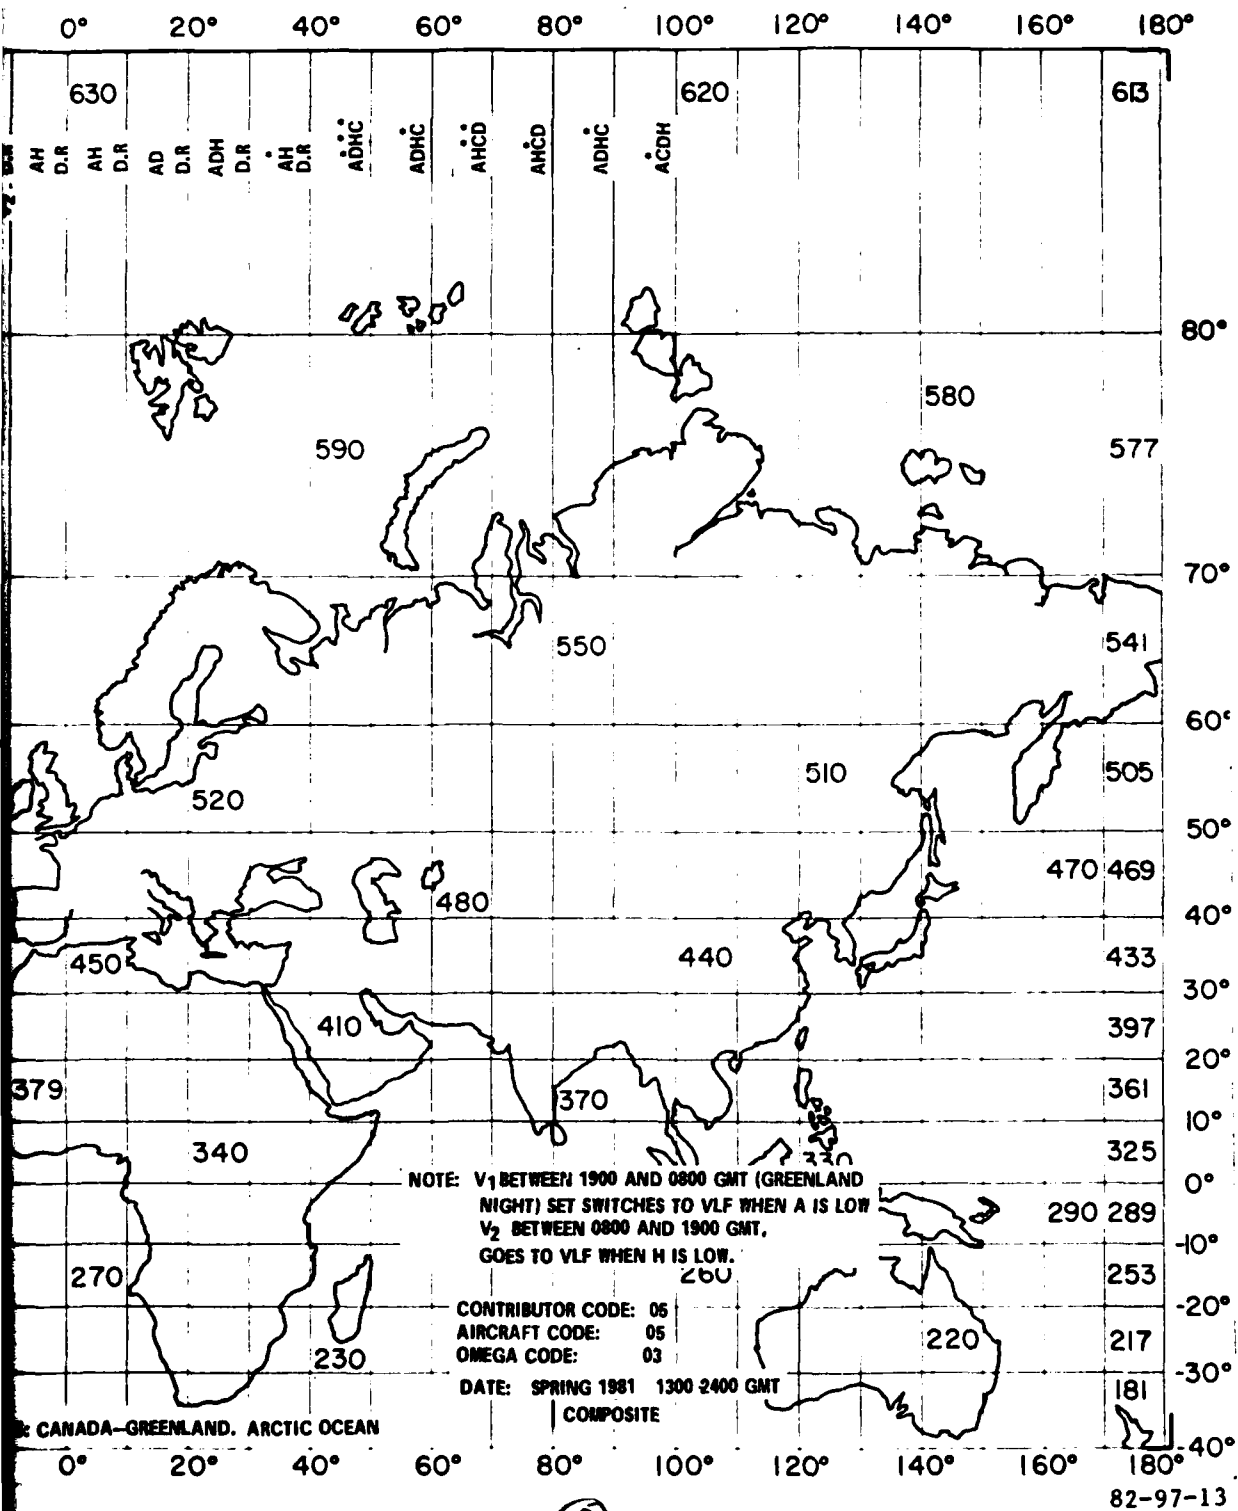 0° 20° 40° 60° 80° 100° 120° 140° 160° 180°
630 620 613
AH
D.R
AH
D.R
AD
D.R
ADH
D.R
AH
D.R
ADHC
ADHC
AHCD
AHCD
ADHC
ACDH
80°
580
590 577
70°
550 541
60°
510 505
520
50°
470 469
480
40°
450 440 433
30°
410 397
20°
379 370 361
10°
340 325
NOTE: V1 BETWEEN 1900 AND 0800 GMT (GREENLAND
NIGHT) SET SWITCHES TO VLF WHEN A IS LOW
V2 BETWEEN 0800 AND 1900 GMT,
GOES TO VLF WHEN H IS LOW.
0°
290 289
-10°
270 260 253
-20°
CONTRIBUTOR CODE: 05
AIRCRAFT CODE: 05
OMEGA CODE: 03
220 217
230
-30°
DATE: SPRING 1981 1300-2400 GMT
COMPOSITE
181
: CANADA-GREENLAND. ARCTIC OCEAN
-40°
0° 20° 40° 60° 80° 100° 120° 140° 160° 180°
82-97-13